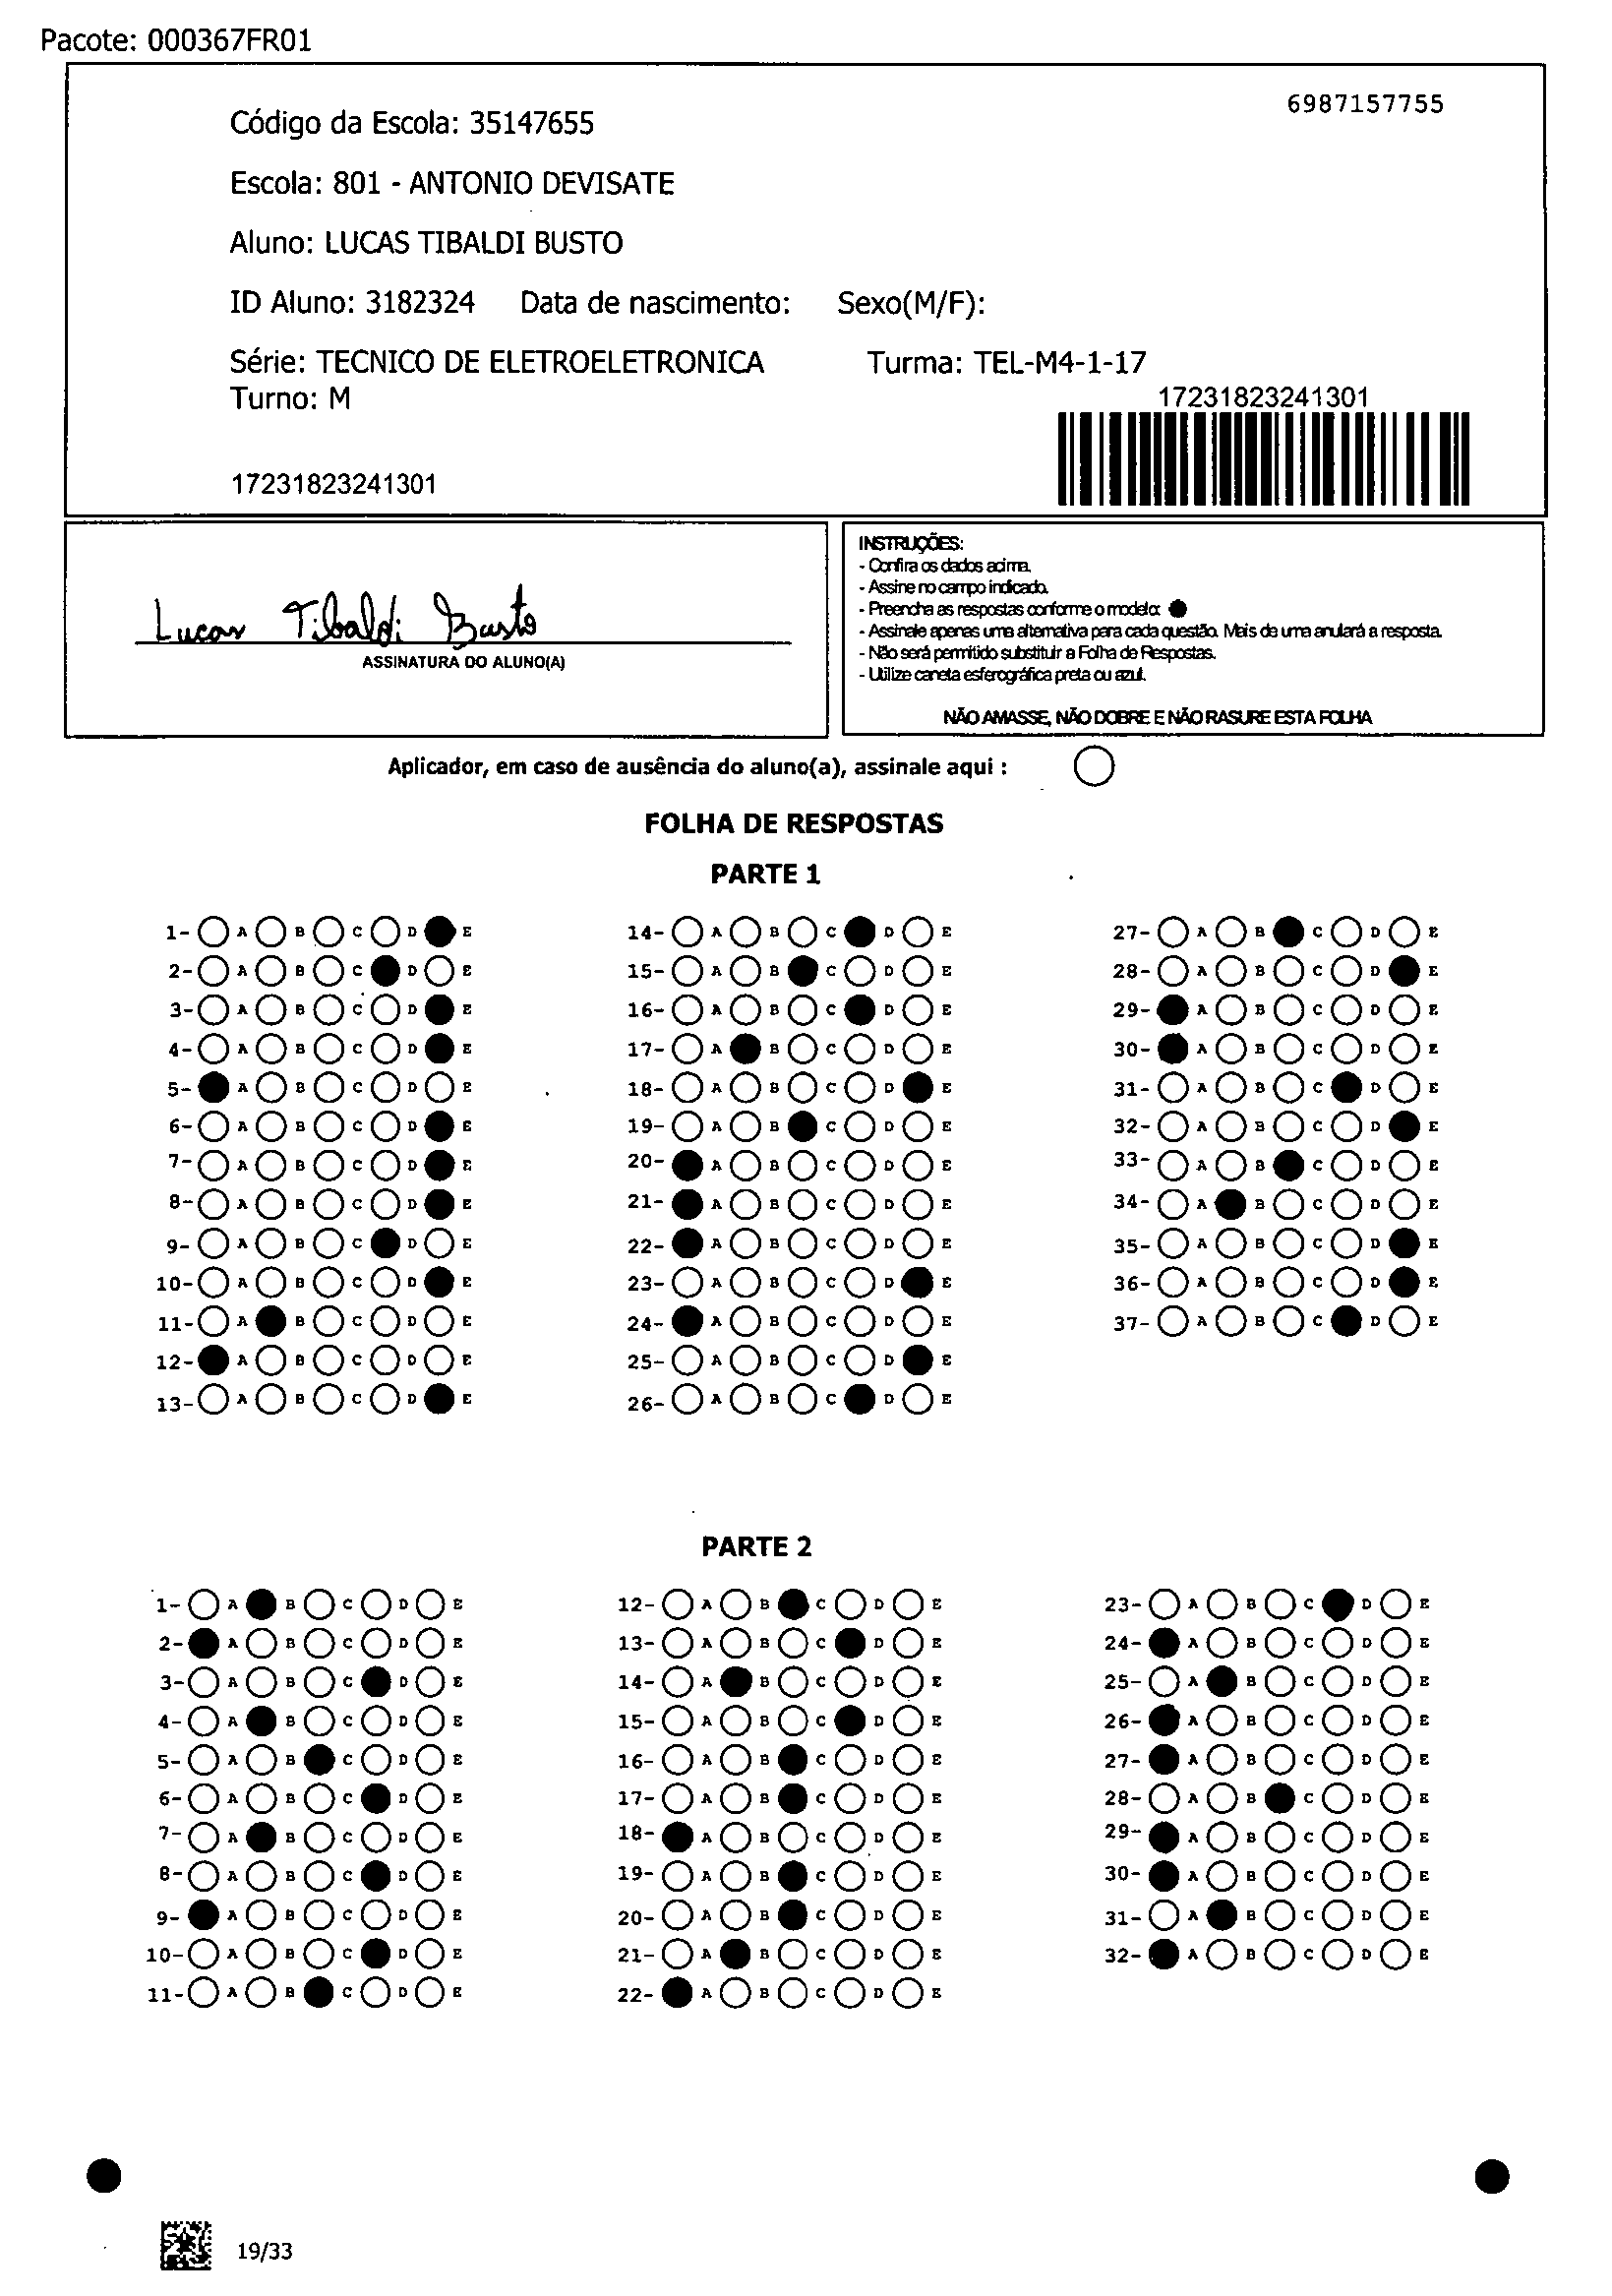 Pacote: 000367FR01
6987157755
Código da Escola: 35147655
Escola: 801 - ANTONIO DEVISATE
Aluno: LUCAS TIBALDI BUSTO
ID Aluno: 3182324 Data de nascimento: Sexo(M/F):
Série: TECNICO DE ELETROELETRONICA Turma: TEL-M4-1-17
Turno: M
17231823241301
17231823241301
Lucas Tibaldi Busto
ASSINATURA DO ALUNO(A)
INSTRUÇÕES:
- Confira os dados acima.
- Assine no campo indicado.
- Preencha as respostas conforme o modelo:
- Assinale apenas uma alternativa para cada questão. Mais de uma anulará a resposta.
- Não será permitido substituir a Folha de Respostas.
- Utilize caneta esferográfica preta ou azul.
NÃO AMASSE, NÃO DOBRE E NÃO RASURE ESTA FOLHA
Aplicador, em caso de ausência do aluno(a), assinale aqui :
FOLHA DE RESPOSTAS
PARTE 1
1- A B C D E
2- A B C D E
3- A B C D E
4- A B C D E
5- A B C D E
6- A B C D E
7- A B C D E
8- A B C D E
9- A B C D E
10- A B C D E
11- A B C D E
12- A B C D E
13- A B C D E
14- A B C D E
15- A B C D E
16- A B C D E
17- A B C D E
18- A B C D E
19- A B C D E
20- A B C D E
21- A B C D E
22- A B C D E
23- A B C D E
24- A B C D E
25- A B C D E
26- A B C D E
27- A B C D E
28- A B C D E
29- A B C D E
30- A B C D E
31- A B C D E
32- A B C D E
33- A B C D E
34- A B C D E
35- A B C D E
36- A B C D E
37- A B C D E
PARTE 2
1- A B C D E
2- A B C D E
3- A B C D E
4- A B C D E
5- A B C D E
6- A B C D E
7- A B C D E
8- A B C D E
9- A B C D E
10- A B C D E
11- A B C D E
12- A B C D E
13- A B C D E
14- A B C D E
15- A B C D E
16- A B C D E
17- A B C D E
18- A B C D E
19- A B C D E
20- A B C D E
21- A B C D E
22- A B C D E
23- A B C D E
24- A B C D E
25- A B C D E
26- A B C D E
27- A B C D E
28- A B C D E
29- A B C D E
30- A B C D E
31- A B C D E
32- A B C D E
19/33